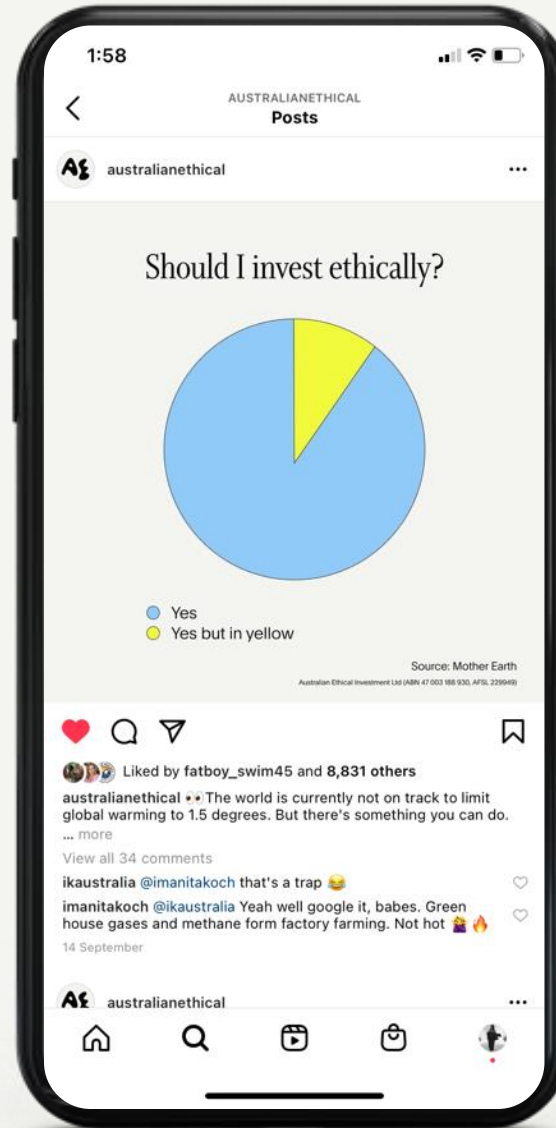 1:58
AUSTRALIANETHICAL
Posts
AE australianethical
Should I invest ethically?
Yes
Yes but in yellow
Source: Mother Earth
Australian Ethical Investment Ltd (ABN 47 003 188 930, AFSL 229949)
Liked by fatboy_swim45 and 8,831 others
australianethical 👀The world is currently not on track to limit
global warming to 1.5 degrees. But there's something you can do.
... more
View all 34 comments
ikaustralia @imanitakoch that's a trap 😂
imanitakoch @ikaustralia Yeah well google it, babes. Green
house gases and methane form factory farming. Not hot 🤷‍♀️ 🔥
14 September
AE australianethical